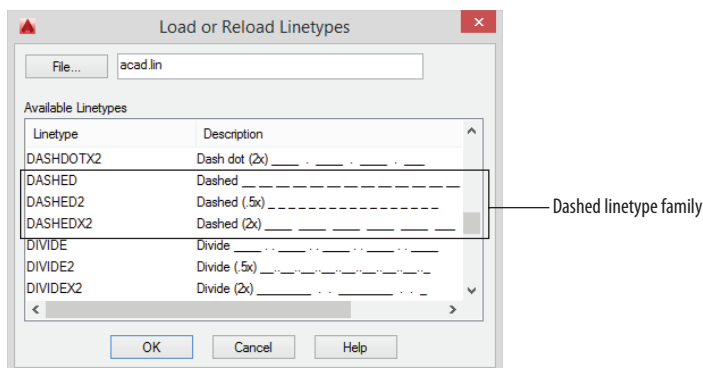 Load or Reload Linetypes
File... acad.lin
Available Linetypes
Linetype Description
DASHDOTX2 Dash dot (2x) ____ . ____ . ____ . ___
DASHED Dashed __ __ __ __ __ __ __ __ __ __ __ __ __
DASHED2 Dashed (.5x) _ _ _ _ _ _ _ _ _ _ _ _ _ _ _ _ _ _
DASHEDX2 Dashed (2x) ____ ____ ____ ____ ____ ___
DIVIDE Divide ____ . . ____ . . ____ . . ____ . . ____
DIVIDE2 Divide (.5x) __..__..__..__..__..__..__..__.._
DIVIDEX2 Divide (2x) ________ . . ________ . . _
OK Cancel Help
Dashed linetype family